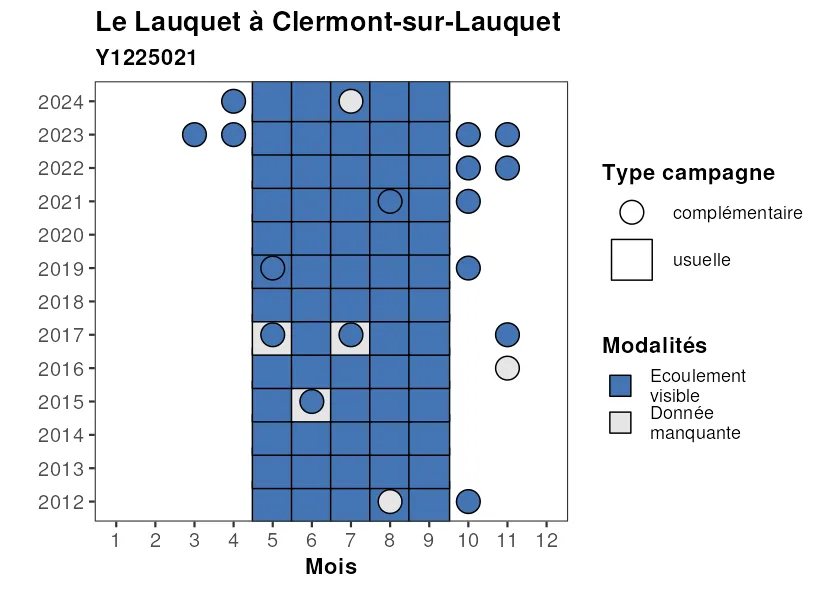 Le Lauquet à Clermont-sur-Lauquet
Y1225021
2024
2023
2022
2021
2020
2019
2018
2017
2016
2015
2014
2013
2012
1 2 3 4 5 6 7 8 9 10 11 12
Mois
Type campagne
complémentaire
usuelle
Modalités
Ecoulement
visible
Donnée
manquante